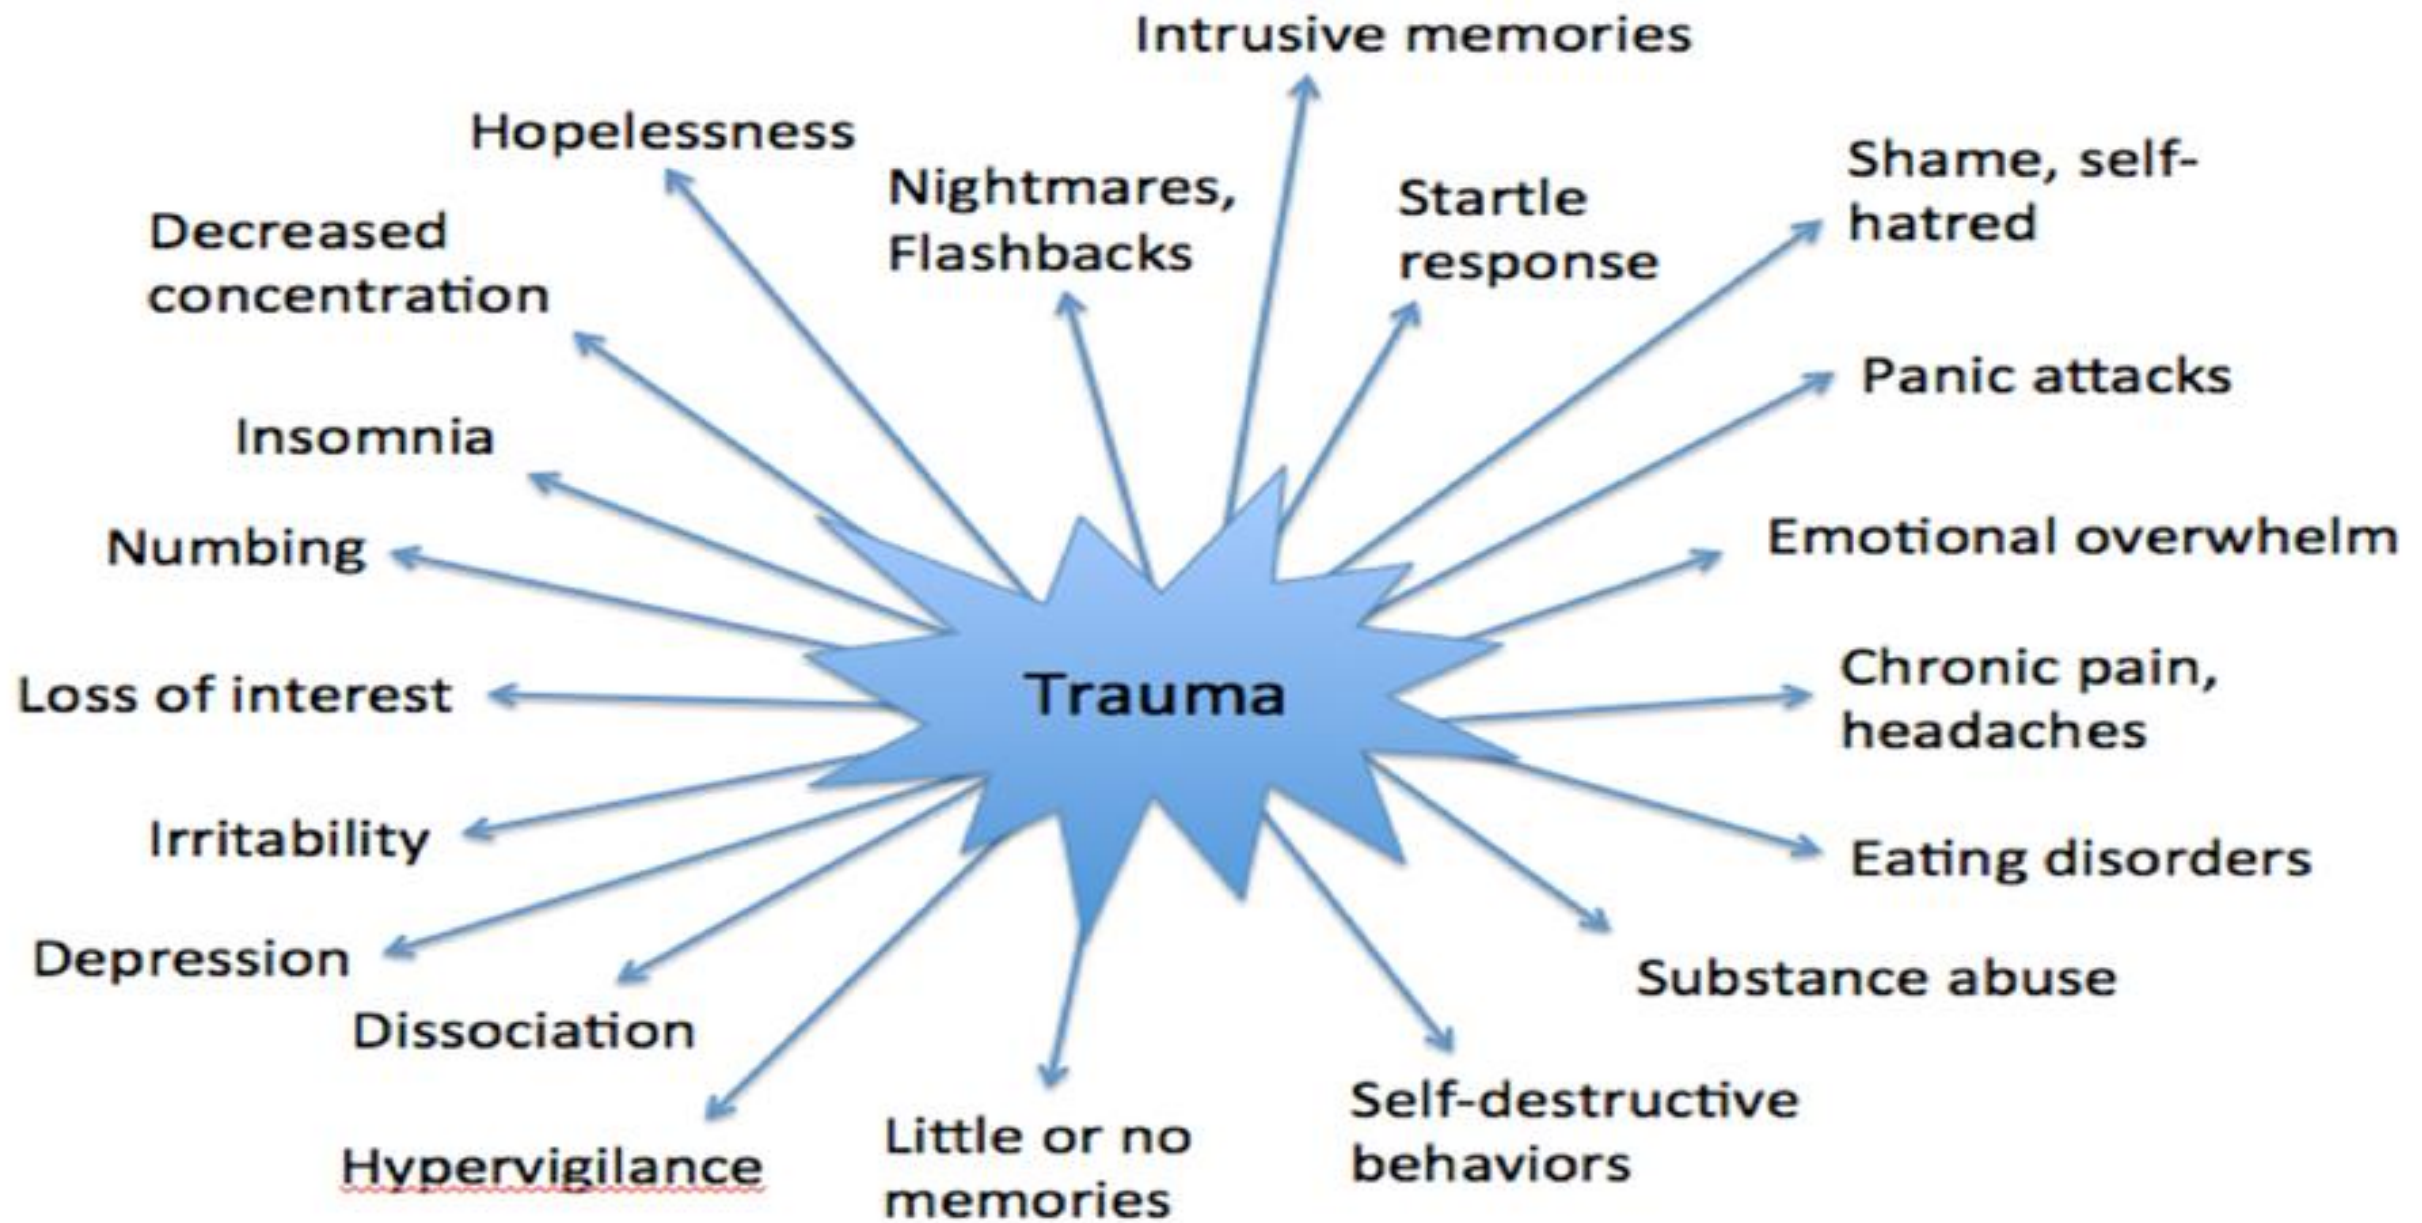 Intrusive memories
Hopelessness
Nightmares,
Flashbacks
Startle
response
Shame, self-
hatred
Decreased
concentration
Panic attacks
Insomnia
Emotional overwhelm
Numbing
Trauma
Loss of interest
Chronic pain,
headaches
Irritability
Eating disorders
Depression
Substance abuse
Dissociation
Self-destructive
behaviors
Little or no
memories
Hypervigilance